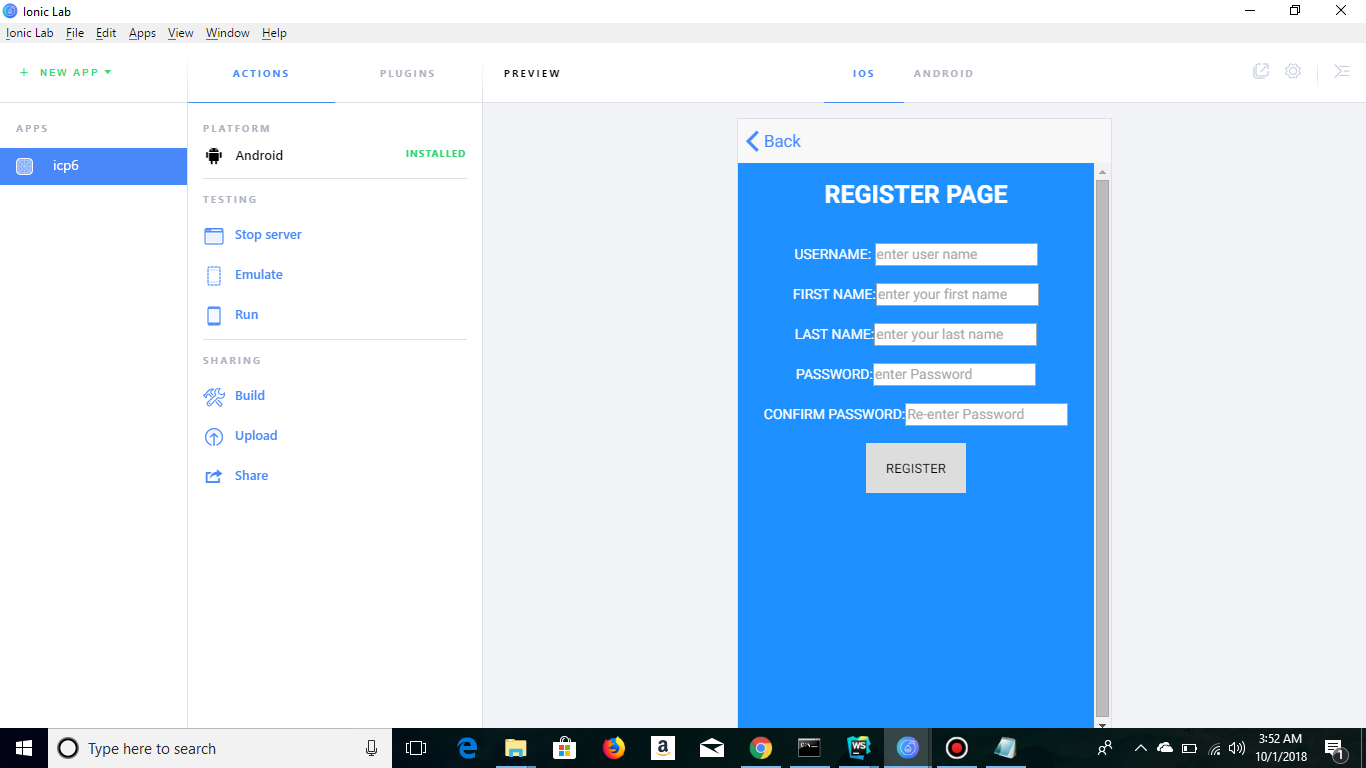 Ionic Lab
Ionic Lab File Edit Apps View Window Help
+ NEW APP
ACTIONS PLUGINS
PREVIEW
IOS ANDROID
APPS
icp6
PLATFORM
Android INSTALLED
TESTING
Stop server
Emulate
Run
SHARING
Build
Upload
Share
Back
REGISTER PAGE
USERNAME: enter user name
FIRST NAME: enter your first name
LAST NAME: enter your last name
PASSWORD: enter Password
CONFIRM PASSWORD: Re-enter Password
REGISTER
Type here to search
a
WS
3:52 AM
10/1/2018
1